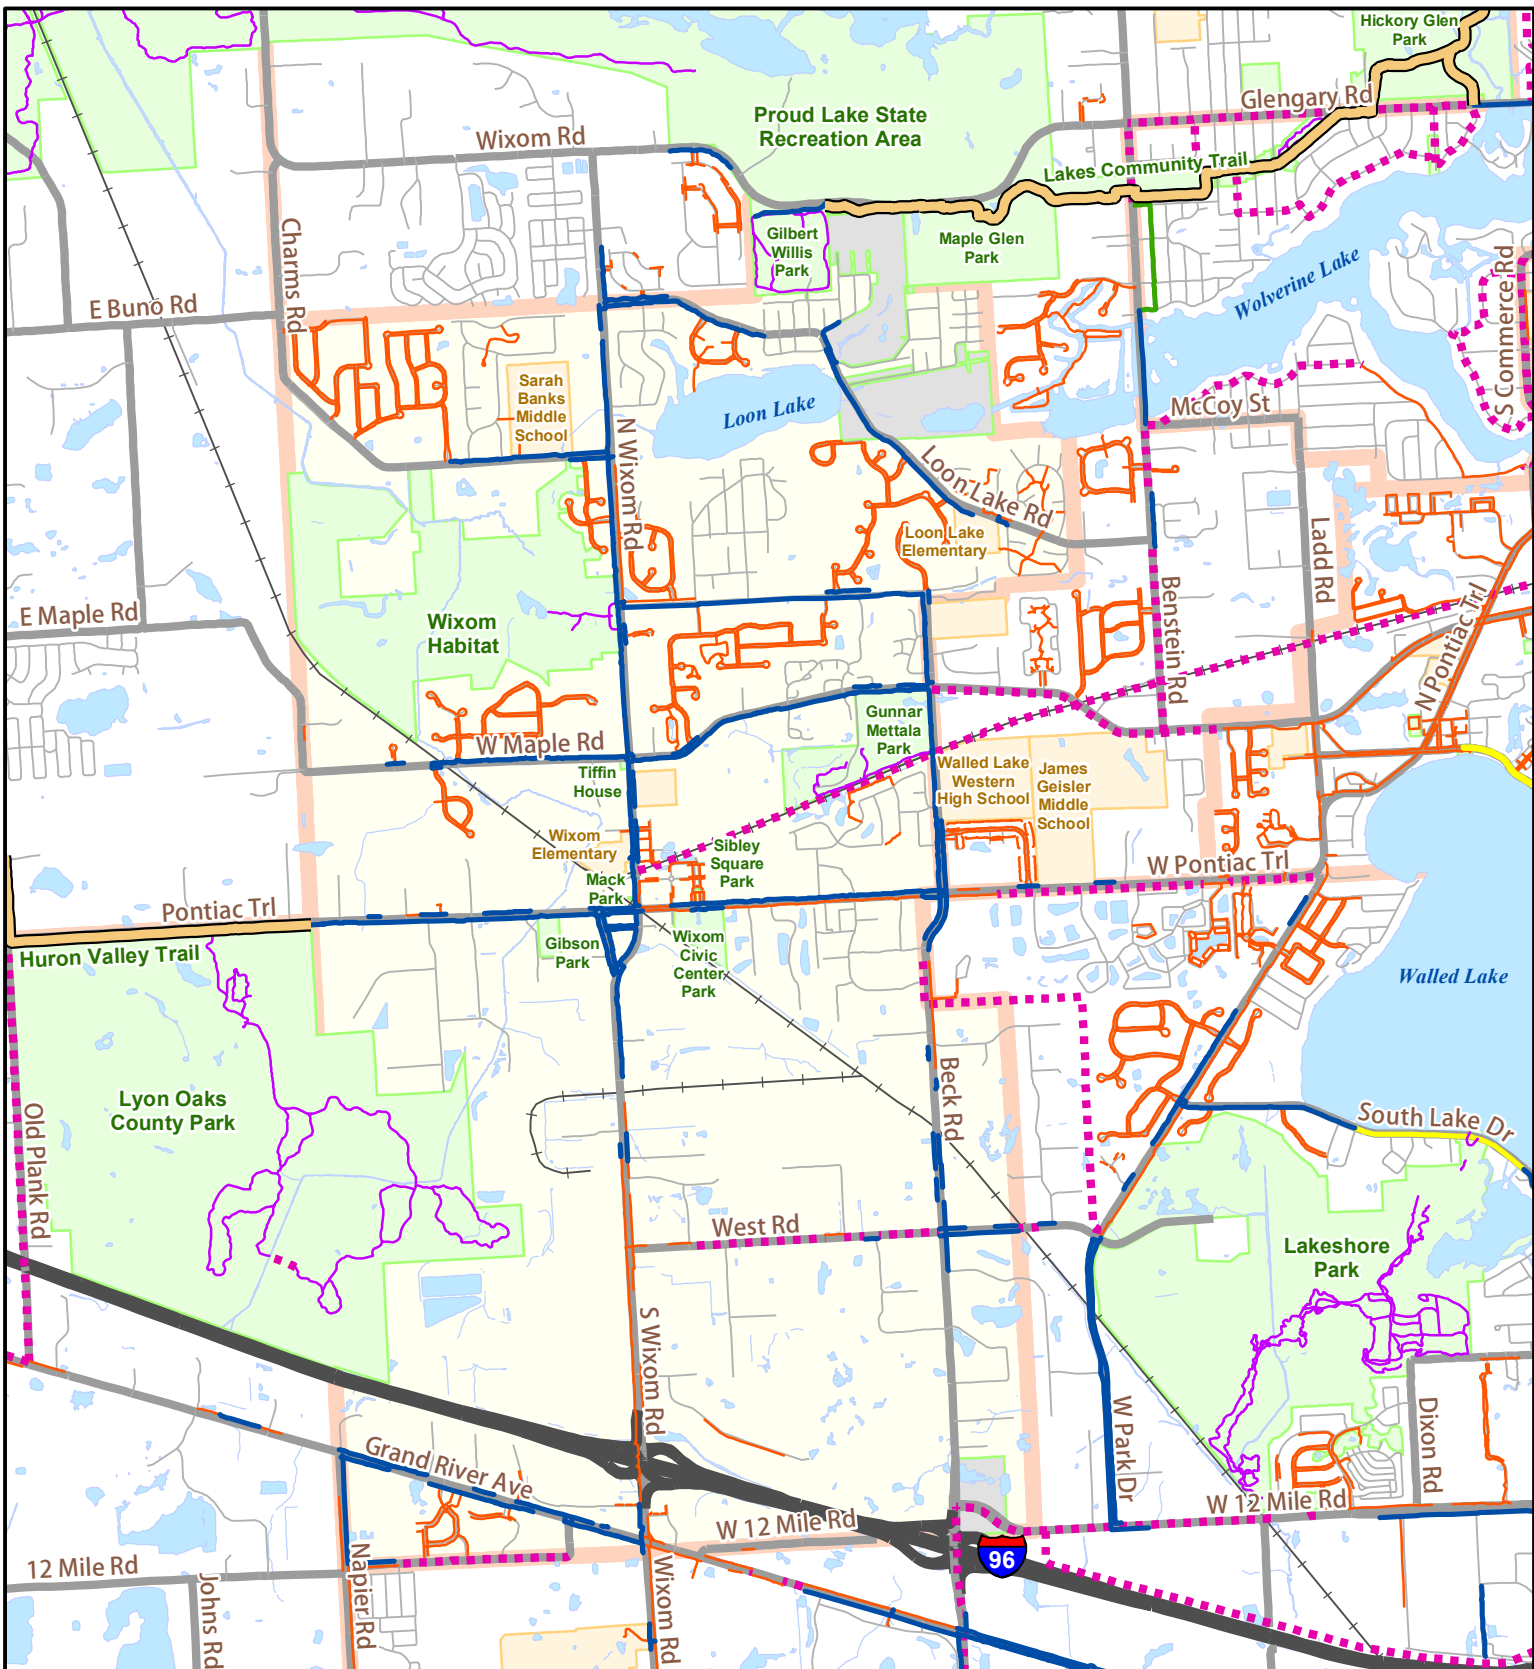 Hickory Glen
Park
Glengary Rd
Proud Lake State
Recreation Area
Wixom Rd
Lakes Community Trail
Charms Rd
Gilbert
Willis
Park
Maple Glen
Park
Wolverine Lake
S Commerce Rd
E Buno Rd
Sarah
Banks
Middle
School
Loon Lake
McCoy St
N Wixom Rd
Loon Lake Rd
Loon Lake
Elementary
Ladd Rd
Benstein Rd
E Maple Rd
Wixom
Habitat
N Pontiac Trl
Gunnar
Mettala
Park
W Maple Rd
Tiffin
House
Walled Lake
Western
High School
James
Geisler
Middle
School
Wixom
Elementary
Sibley
Square
Park
Mack
Park
W Pontiac Trl
Pontiac Trl
Huron Valley Trail
Gibson
Park
Wixom
Civic
Center
Park
Walled Lake
Lyon Oaks
County Park
Old Plank Rd
Beck Rd
South Lake Dr
West Rd
Lakeshore
Park
S Wixom Rd
W Park Dr
Dixon Rd
Grand River Ave
W 12 Mile Rd
W 12 Mile Rd
96
12 Mile Rd
Napier Rd
Johns Rd
Wixom Rd